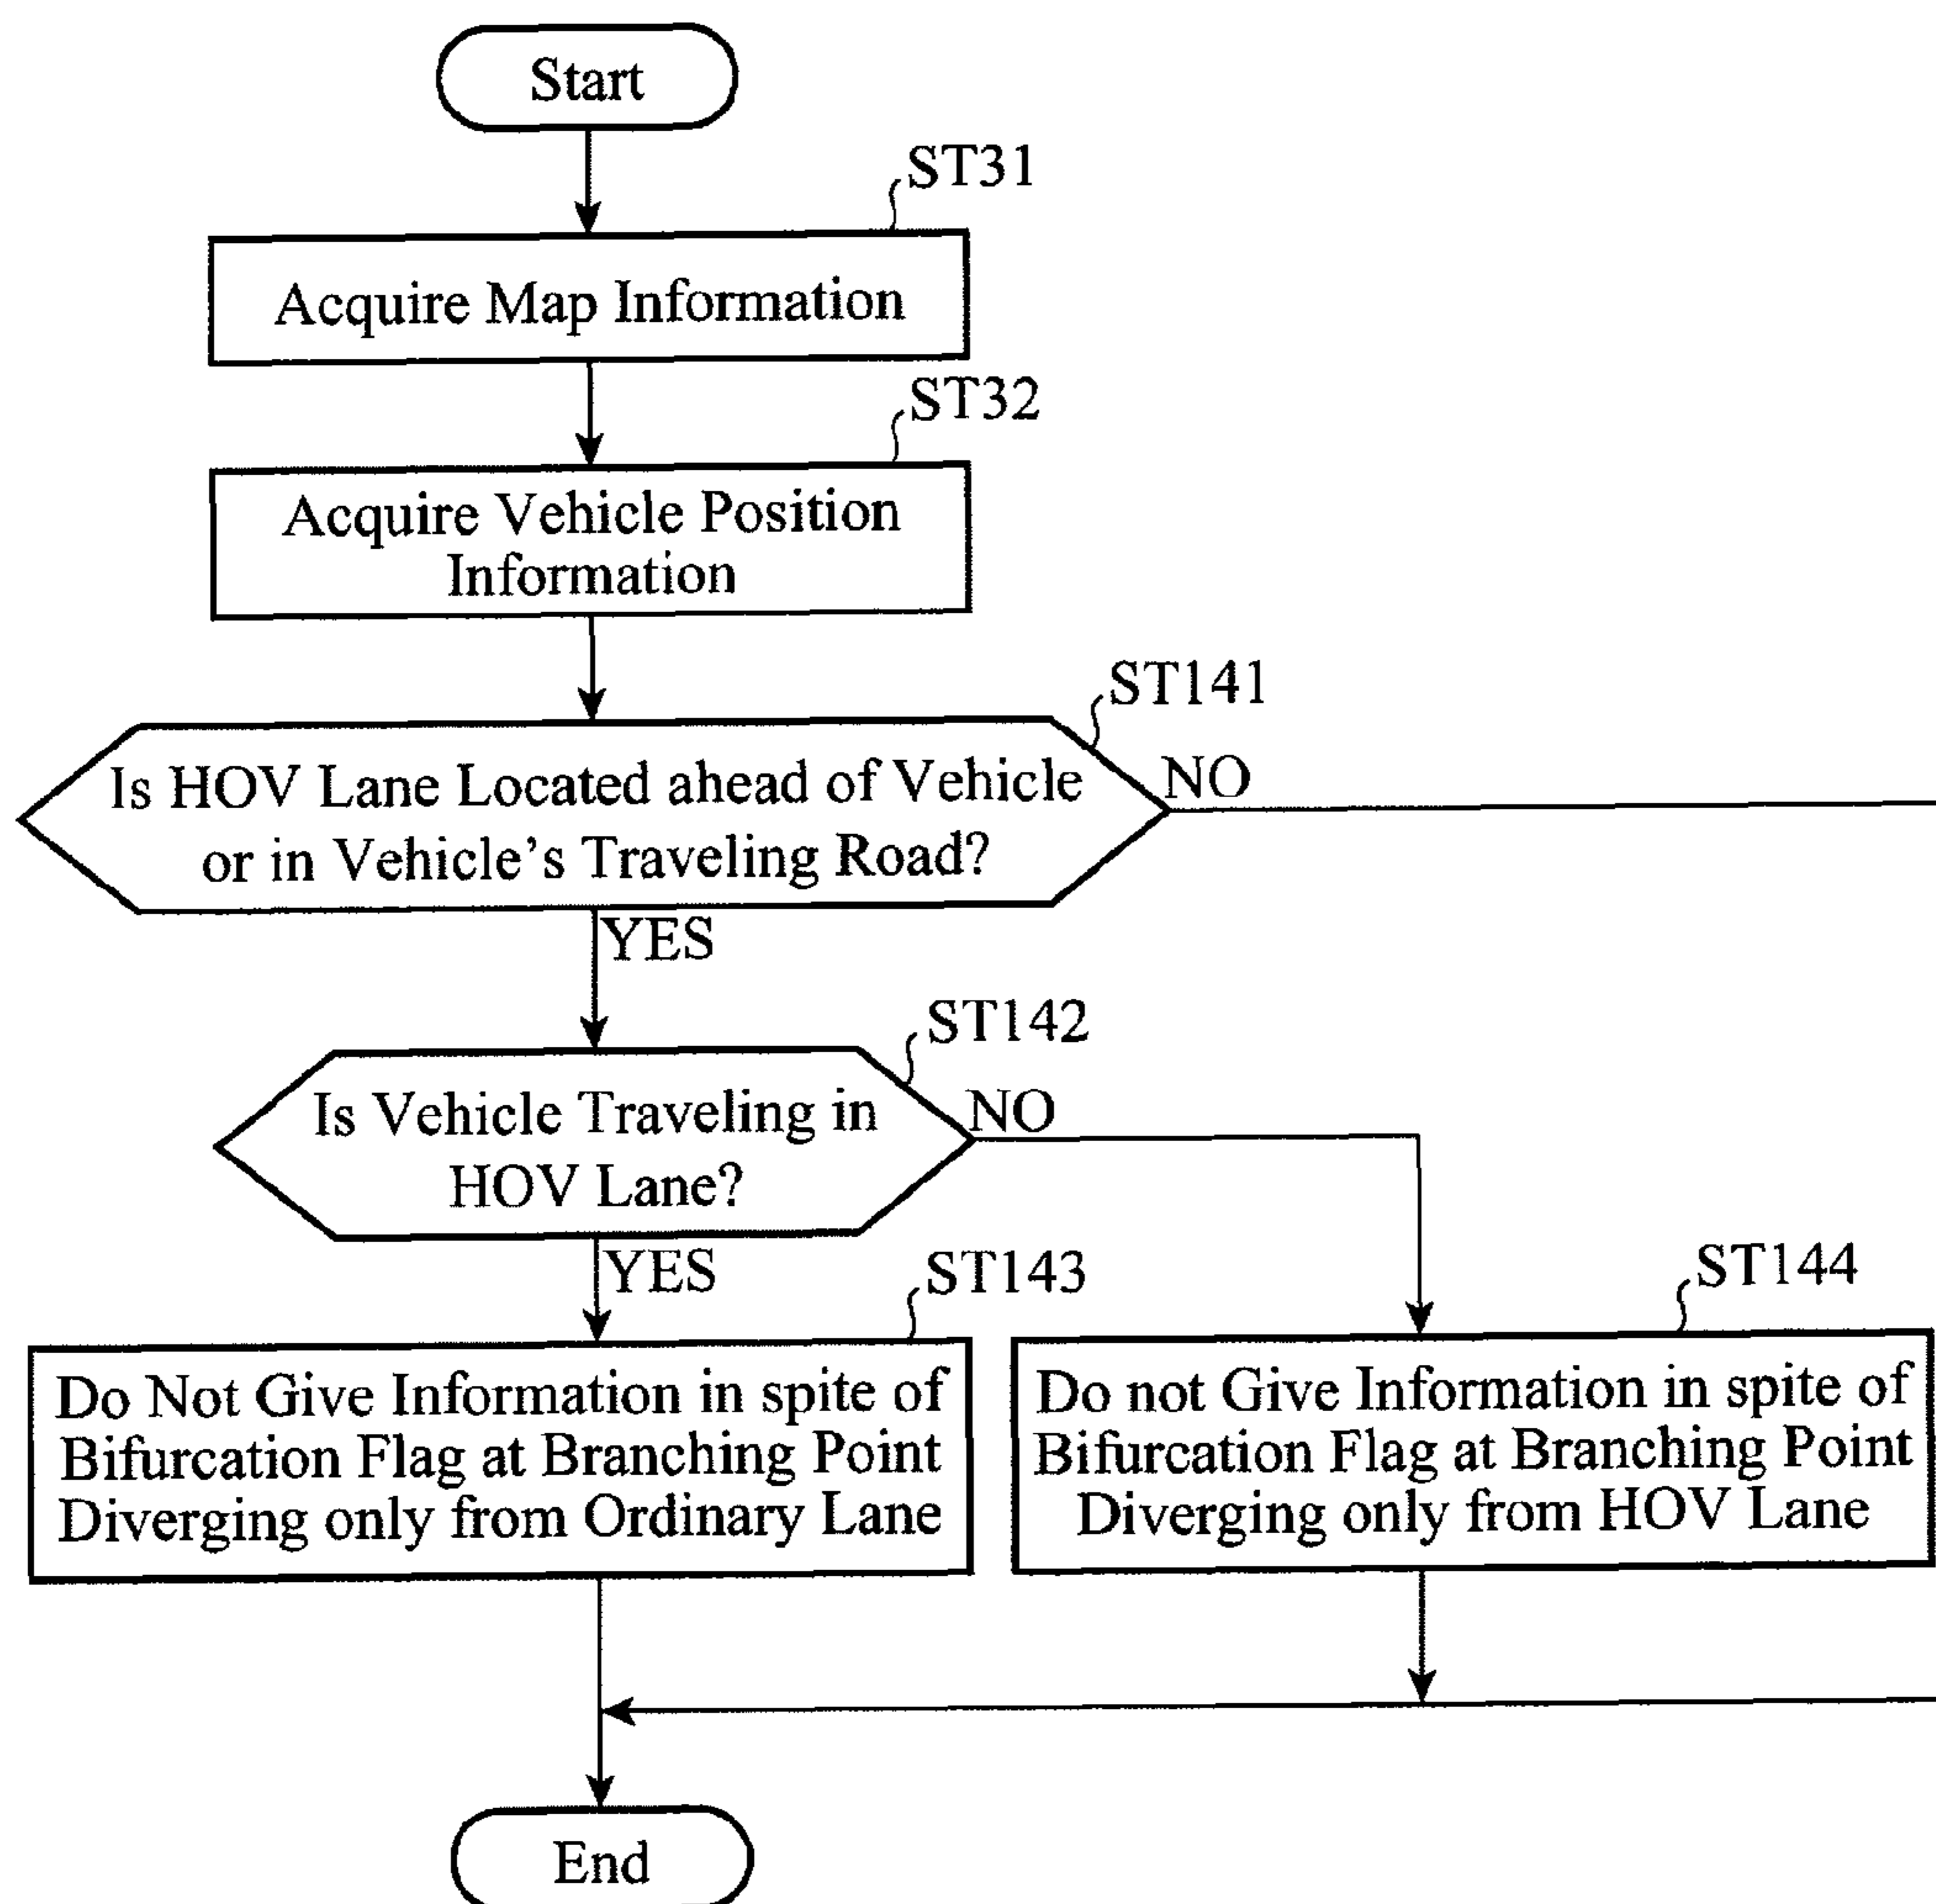 Start
ST31
Acquire Map Information
ST32
Acquire Vehicle Position
Information
ST141
Is HOV Lane Located ahead of Vehicle
or in Vehicle's Traveling Road?
NO
YES
ST142
Is Vehicle Traveling in
HOV Lane?
NO
YES
ST143
Do Not Give Information in spite of
Bifurcation Flag at Branching Point
Diverging only from Ordinary Lane
ST144
Do not Give Information in spite of
Bifurcation Flag at Branching Point
Diverging only from HOV Lane
End